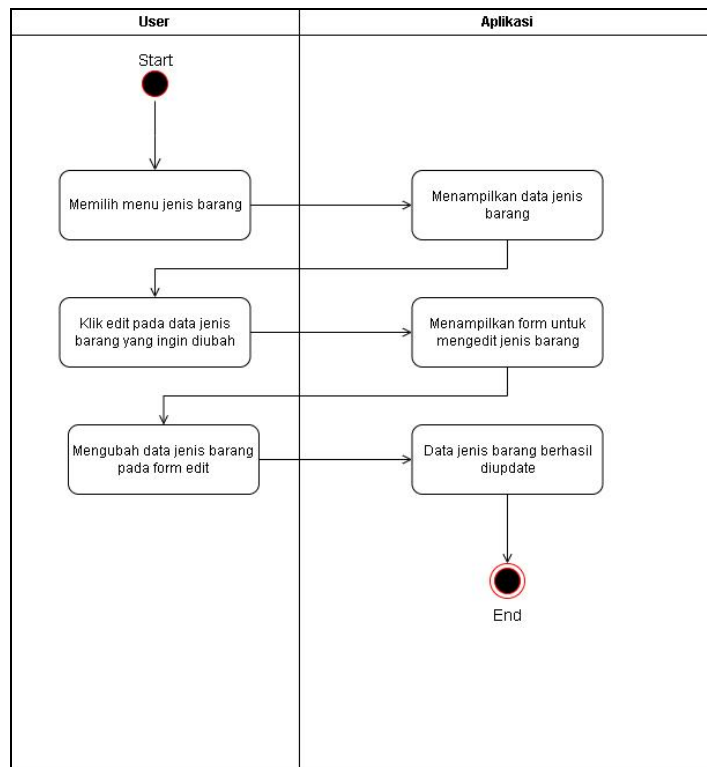 User
Aplikasi
Start
Memilih menu jenis barang
Menampilkan data jenis
barang
Klik edit pada data jenis
barang yang ingin diubah
Menampilkan form untuk
mengedit jenis barang
Mengubah data jenis barang
pada form edit
Data jenis barang berhasil
diupdate
End